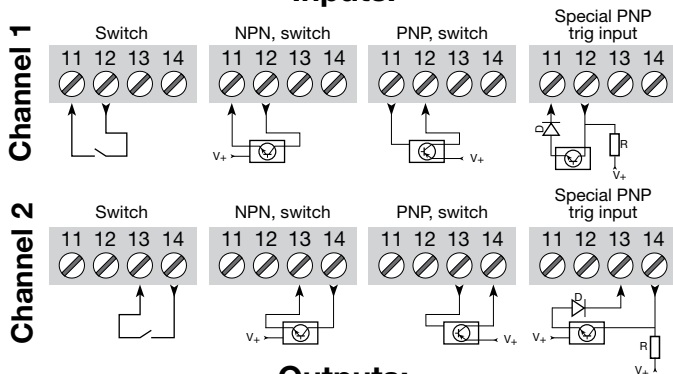 Inputs:
Channel 1
Switch
NPN, switch
PNP, switch
Special PNP
trig input
11 12 13 14
11 12 13 14
11 12 13 14
11 12 13 14
V+
V+
D
R
V+
Channel 2
Switch
NPN, switch
PNP, switch
Special PNP
trig input
11 12 13 14
11 12 13 14
11 12 13 14
11 12 13 14
V+
V+
D
V+
R
V+
Outputs: